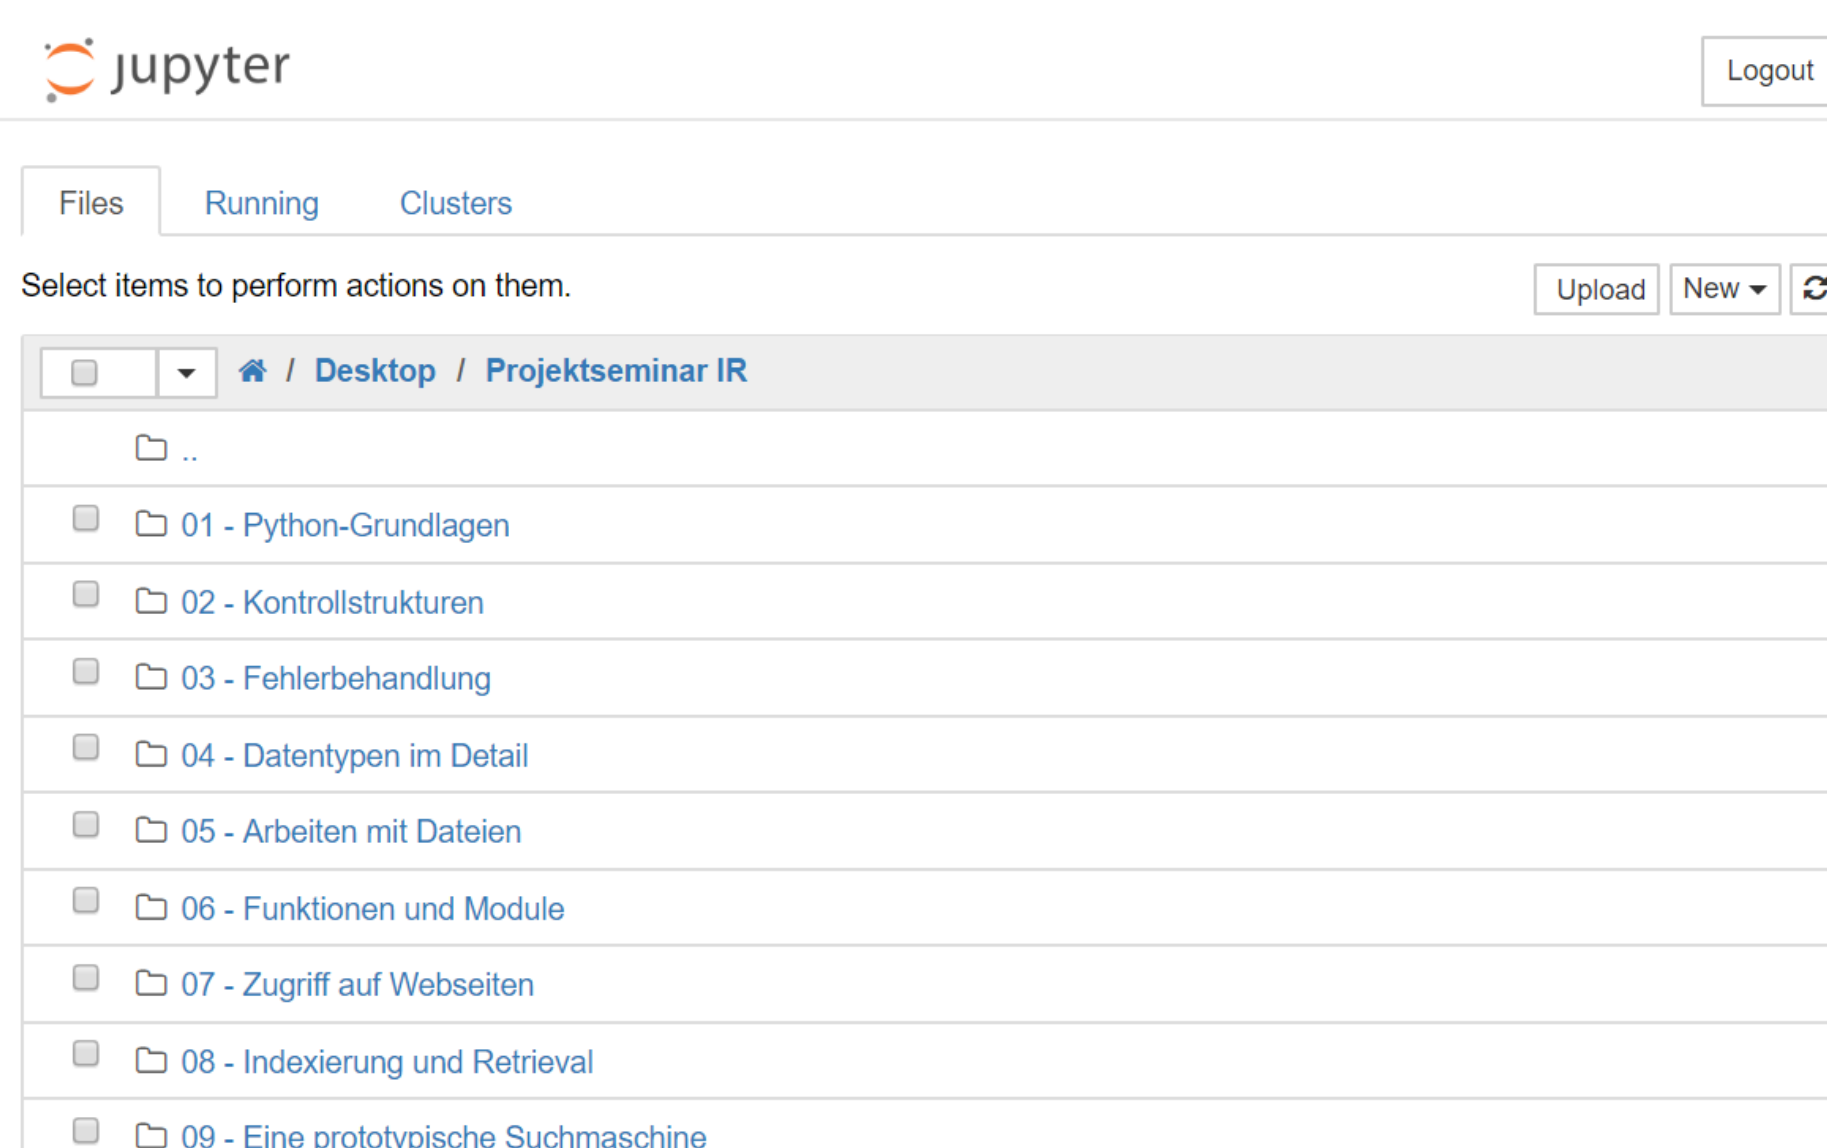 jupyter
Logout
Files Running Clusters
Select items to perform actions on them.
Upload New
/ Desktop / Projektseminar IR
..
01 - Python-Grundlagen
02 - Kontrollstrukturen
03 - Fehlerbehandlung
04 - Datentypen im Detail
05 - Arbeiten mit Dateien
06 - Funktionen und Module
07 - Zugriff auf Webseiten
08 - Indexierung und Retrieval
09 - Eine prototypische Suchmaschine